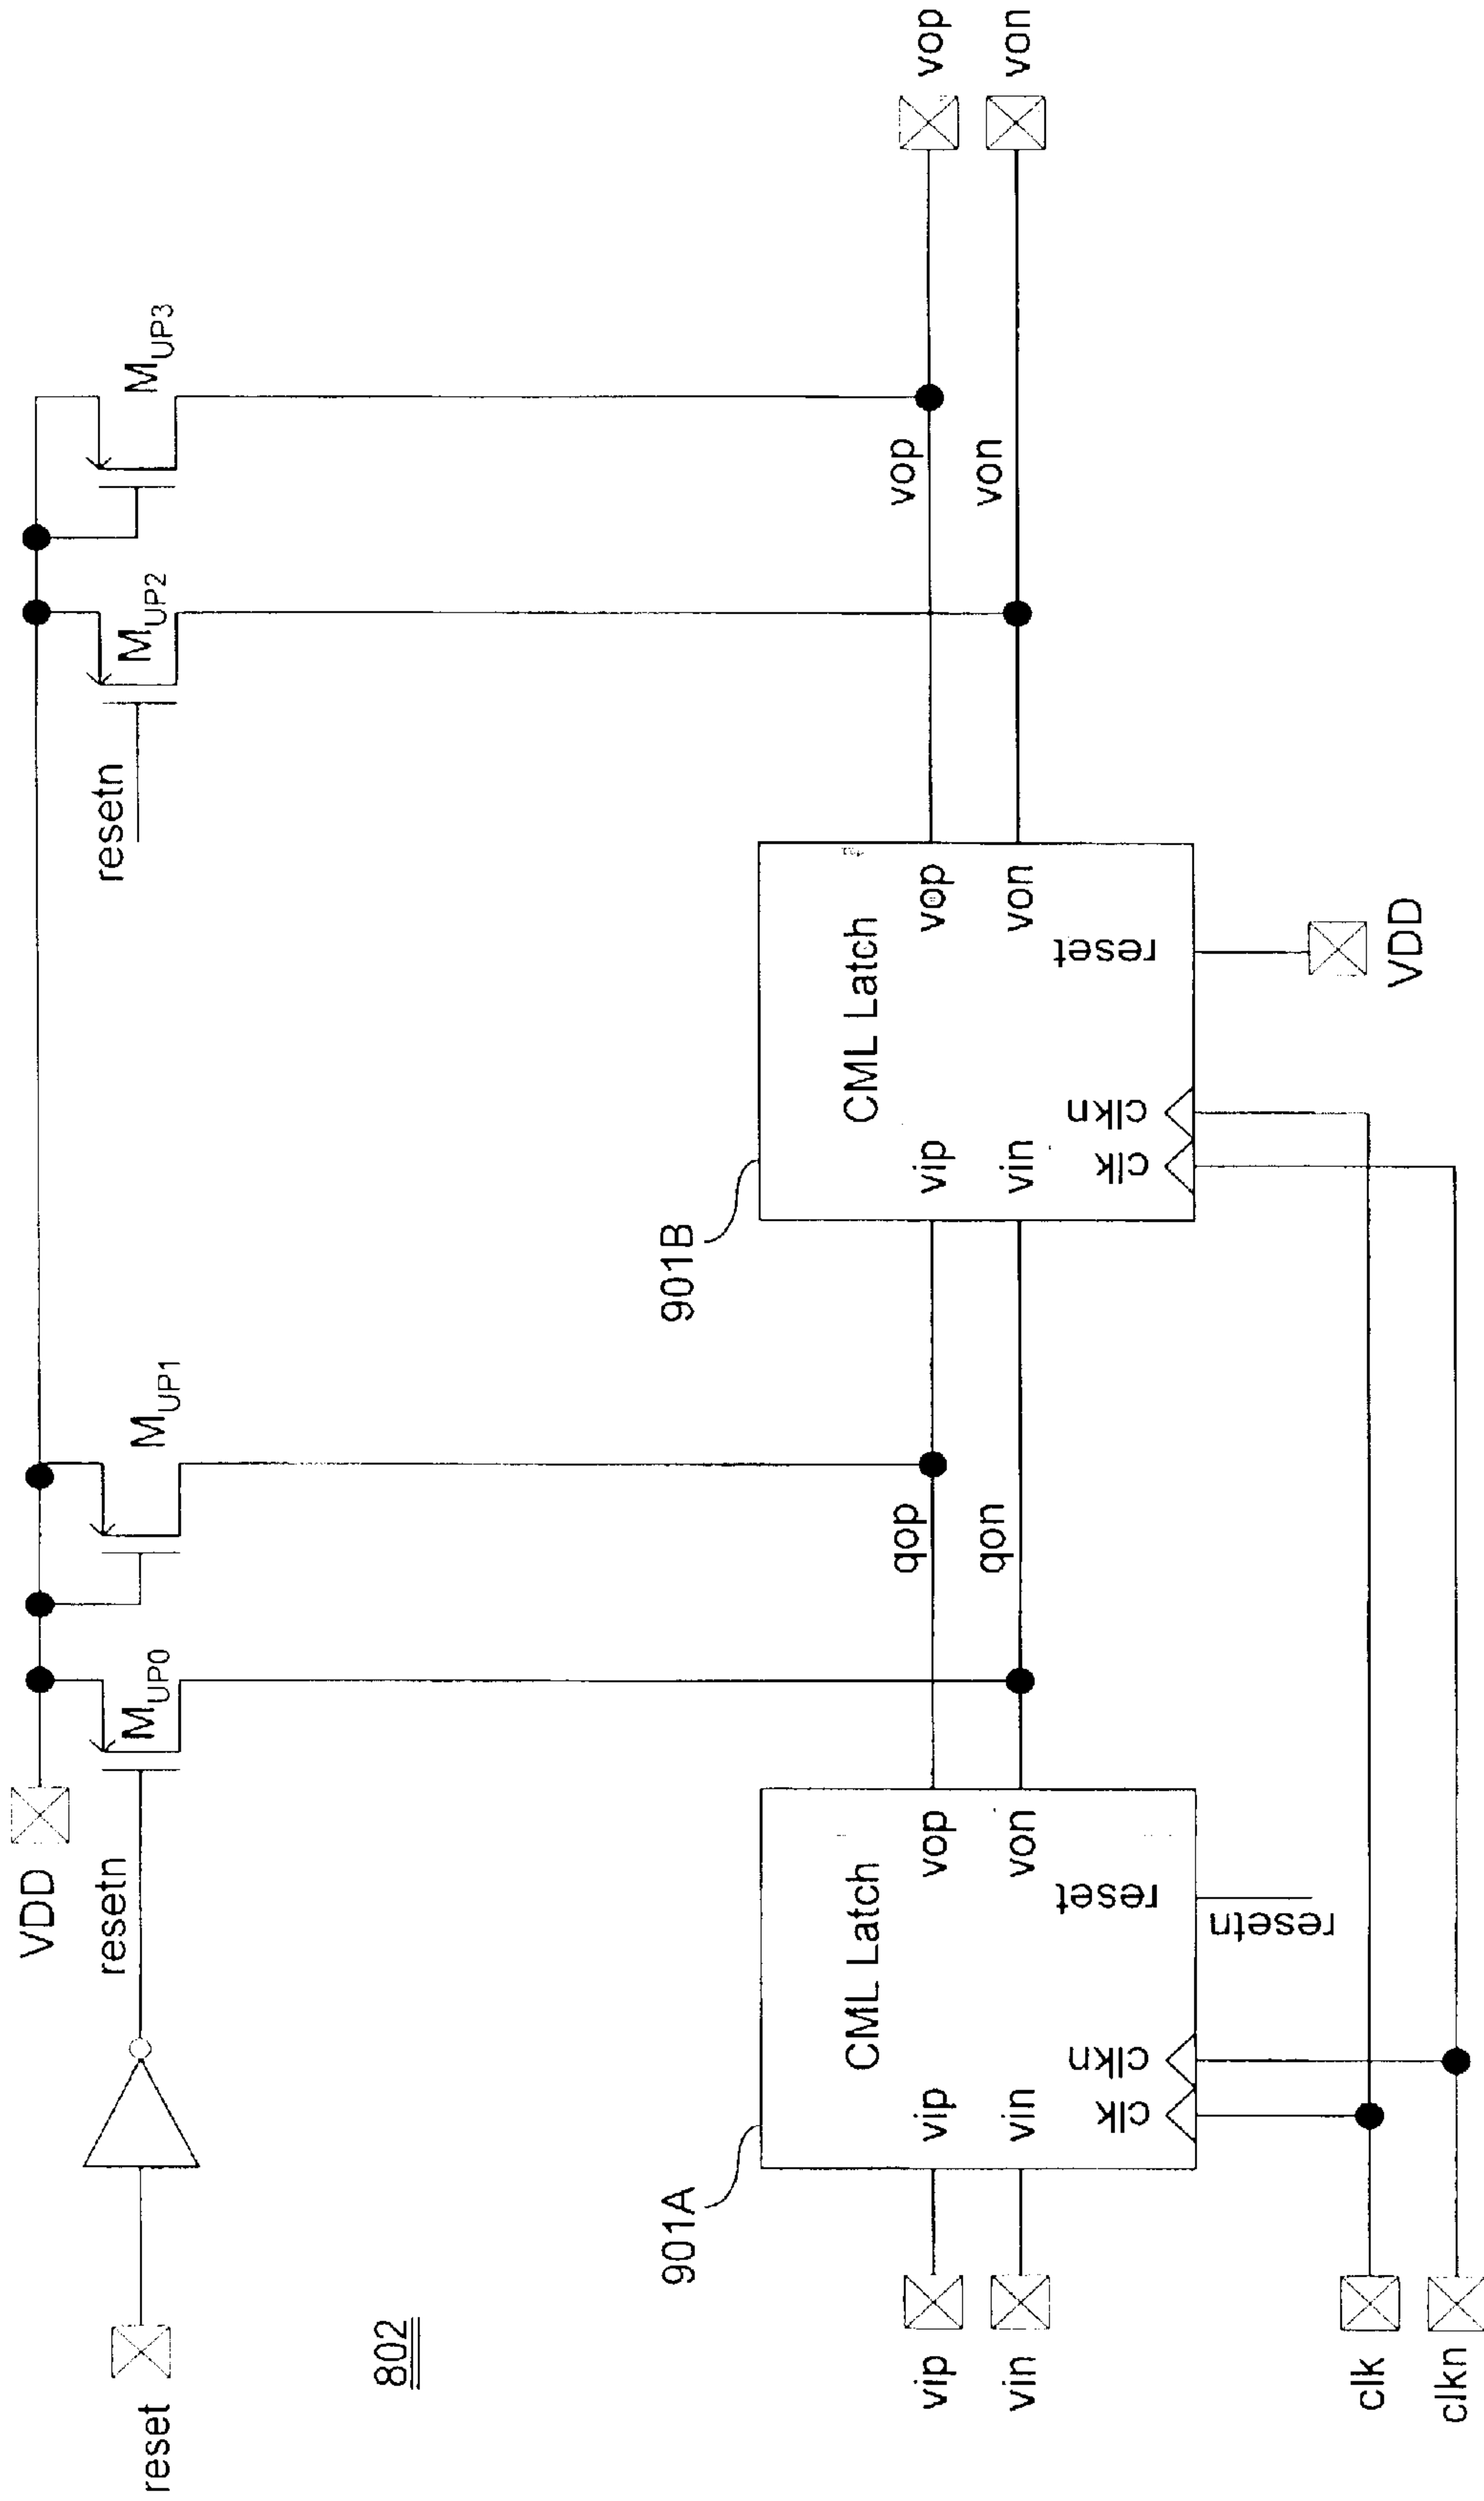 reset
resetn
VDD
M_UP0
M_UP1
resetn
M_UP2
M_UP3
802
901A
CML Latch
vip
vin
vop
von
clk
clkn
reset
resetn
vip
vin
qop
qon
901B
CML Latch
vip
vin
vop
von
clk
clkn
reset
VDD
vop
von
vop
von
clk
clkn